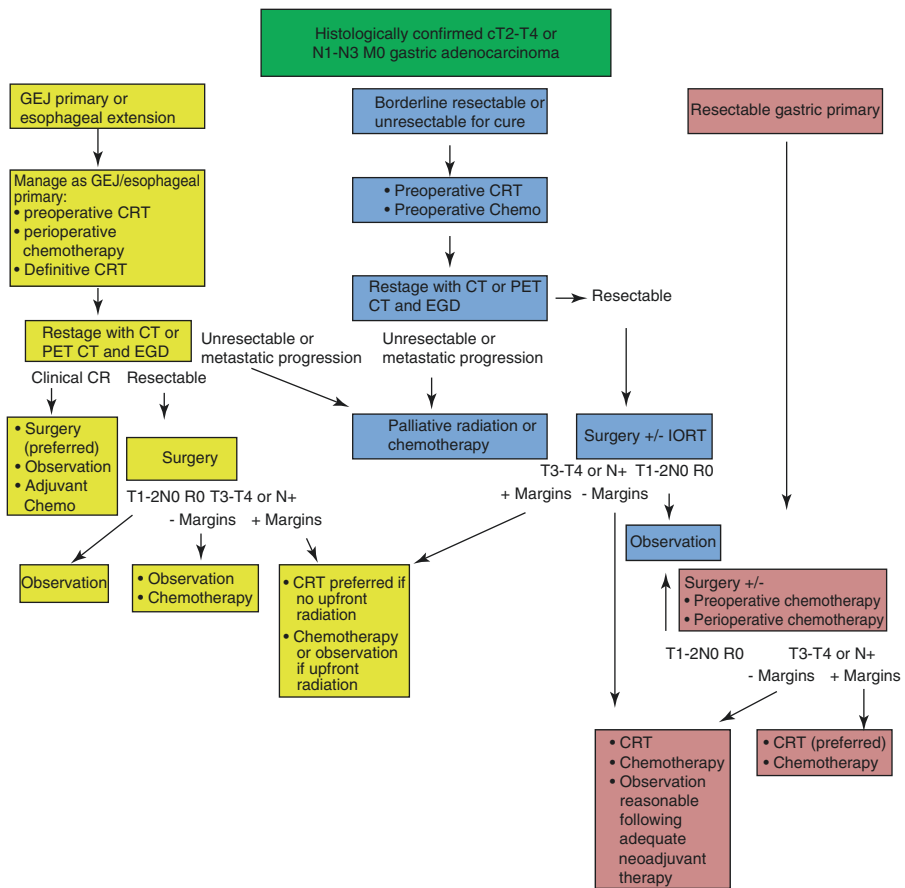 Histologically confirmed cT2-T4 or
N1-N3 M0 gastric adenocarcinoma
GEJ primary or
esophageal extension
Borderline resectable or
unresectable for cure
Resectable gastric primary
Manage as GEJ/esophageal
primary:
• preoperative CRT
• perioperative
chemotherapy
• Definitive CRT
• Preoperative CRT
• Preoperative Chemo
Restage with CT or PET
CT and EGD
Resectable
Restage with CT or
PET CT and EGD
Unresectable or
metastatic progression
Unresectable or
metastatic progression
Clinical CR
Resectable
• Surgery
(preferred)
• Observation
• Adjuvant
Chemo
Surgery
Palliative radiation or
chemotherapy
Surgery +/- IORT
T3-T4 or N+
T1-2N0 R0
+ Margins
- Margins
T1-2N0 R0
T3-T4 or N+
- Margins
+ Margins
Observation
Observation
• Observation
• Chemotherapy
• CRT preferred if
no upfront
radiation
• Chemotherapy
or observation
if upfront
radiation
Surgery +/-
• Preoperative chemotherapy
• Perioperative chemotherapy
T1-2N0 R0
T3-T4 or N+
- Margins
+ Margins
• CRT
• Chemotherapy
• Observation
reasonable
following
adequate
neoadjuvant
therapy
• CRT (preferred)
• Chemotherapy